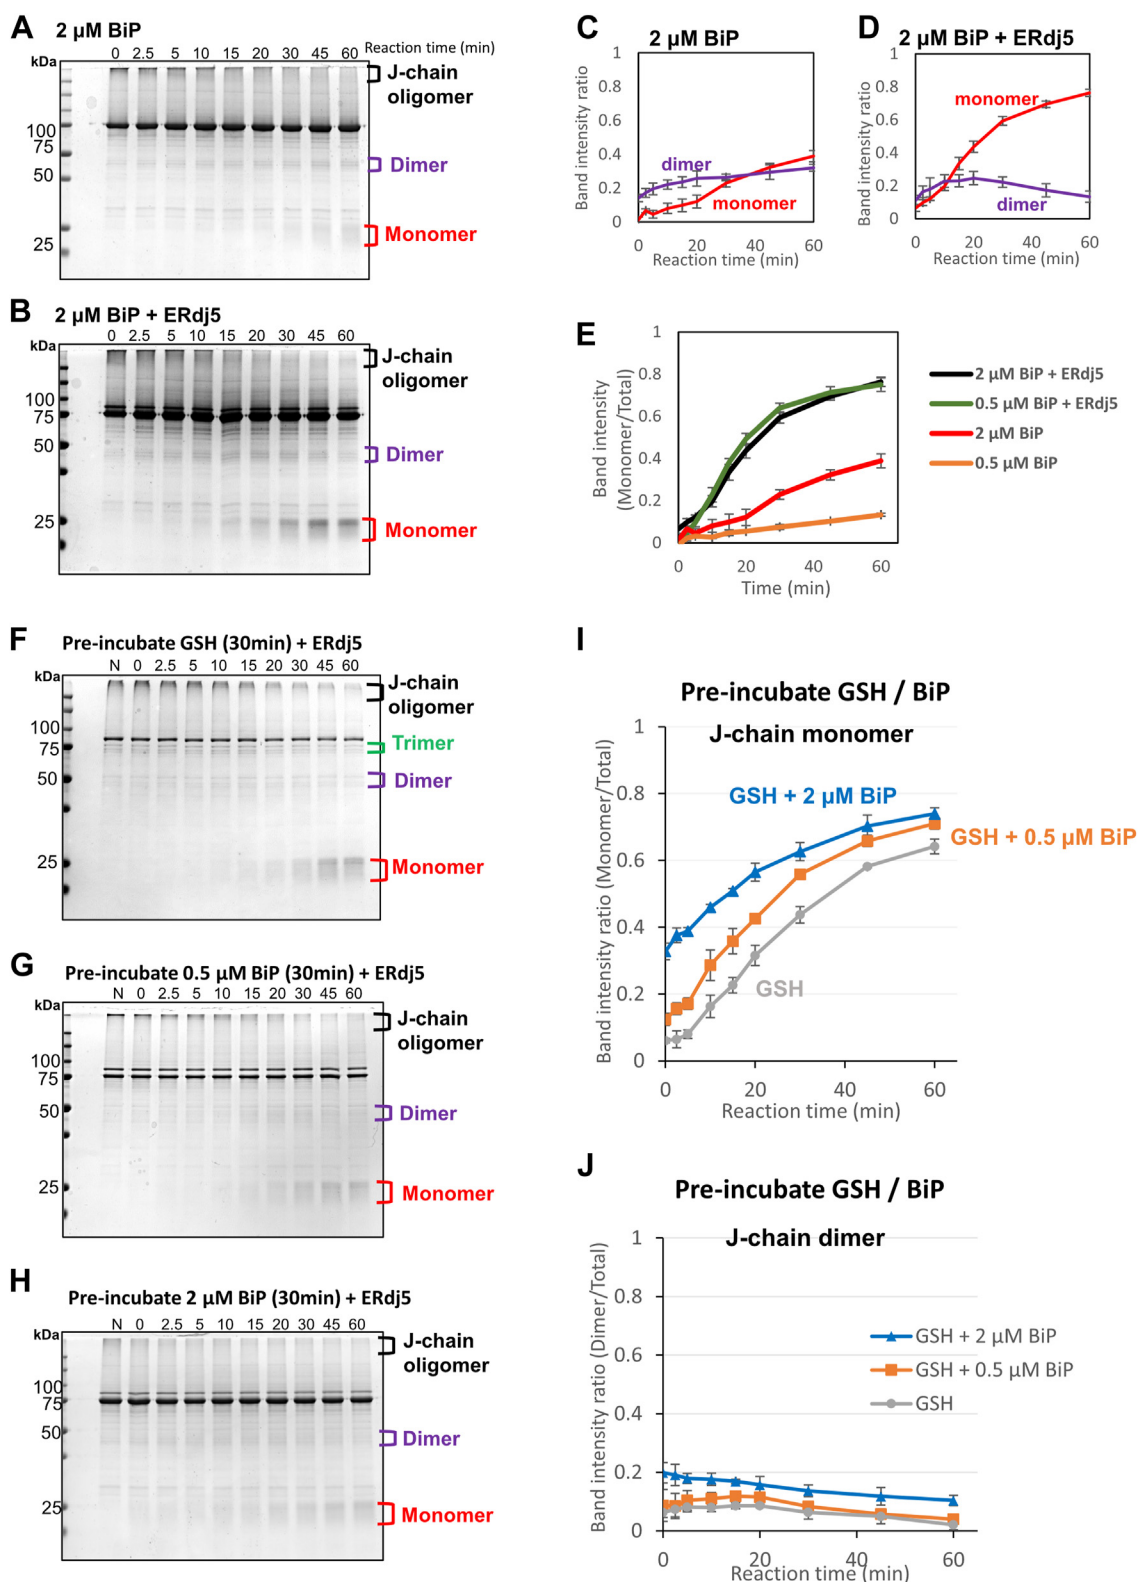 A
2 µM BiP
0 2.5 5 10 15 20 30 45 60 Reaction time (min)
kDa
100
75
50
25
J-chain
oligomer
Dimer
Monomer
B
2 µM BiP + ERdj5
0 2.5 5 10 15 20 30 45 60
kDa
100
75
50
25
J-chain
oligomer
Dimer
Monomer
C
2 µM BiP
Band intensity ratio
1
0.8
0.6
0.4
0.2
0
dimer
monomer
0 20 40 60
Reaction time (min)
D
2 µM BiP + ERdj5
Band intensity ratio
1
0.8
0.6
0.4
0.2
0
monomer
dimer
0 20 40 60
Reaction time (min)
E
Band intensity
(Monomer/Total)
1
0.8
0.6
0.4
0.2
0
0 20 40 60
Time (min)
2 µM BiP + ERdj5
0.5 µM BiP + ERdj5
2 µM BiP
0.5 µM BiP
F
Pre-incubate GSH (30min) + ERdj5
N 0 2.5 5 10 15 20 30 45 60
kDa
100
75
50
25
J-chain
oligomer
Trimer
Dimer
Monomer
G
Pre-incubate 0.5 µM BiP (30min) + ERdj5
N 0 2.5 5 10 15 20 30 45 60
kDa
100
75
50
25
J-chain
oligomer
Dimer
Monomer
H
Pre-incubate 2 µM BiP (30min) + ERdj5
N 0 2.5 5 10 15 20 30 45 60
kDa
100
75
50
25
J-chain
oligomer
Dimer
Monomer
I
Pre-incubate GSH / BiP
J-chain monomer
Band intensity ratio (Monomer/Total)
1
0.8
0.6
0.4
0.2
0
GSH + 2 µM BiP
GSH + 0.5 µM BiP
GSH
0 20 40 60
Reaction time (min)
J
Pre-incubate GSH / BiP
J-chain dimer
Band intensity ratio (Dimer/Total)
1
0.8
0.6
0.4
0.2
0
GSH + 2 µM BiP
GSH + 0.5 µM BiP
GSH
0 20 40 60
Reaction time (min)